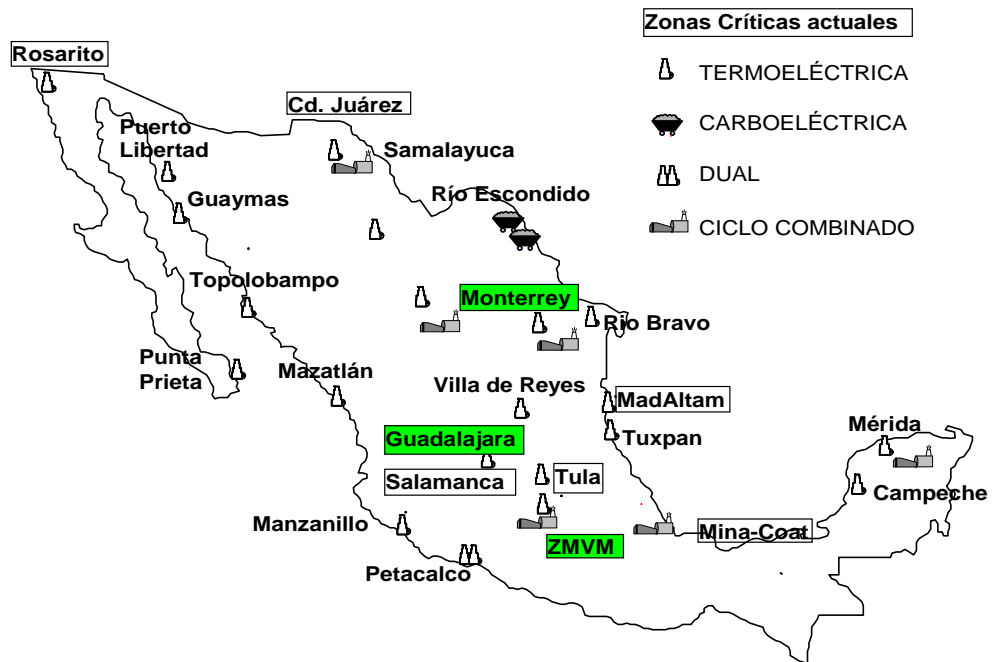 Zonas Críticas actuales
TERMOELÉCTRICA
CARBOELÉCTRICA
DUAL
CICLO COMBINADO
Rosarito
Cd. Juárez
Puerto
Libertad
Samalayuca
Guaymas
Río Escondido
Topolobampo
Monterrey
Río Bravo
Punta
Prieta
Mazatlán
Villa de Reyes
MadAltam
Guadalajara
Tuxpan
Mérida
Salamanca
Tula
Campeche
Manzanillo
Mina-Coat
ZMVM
Petacalco